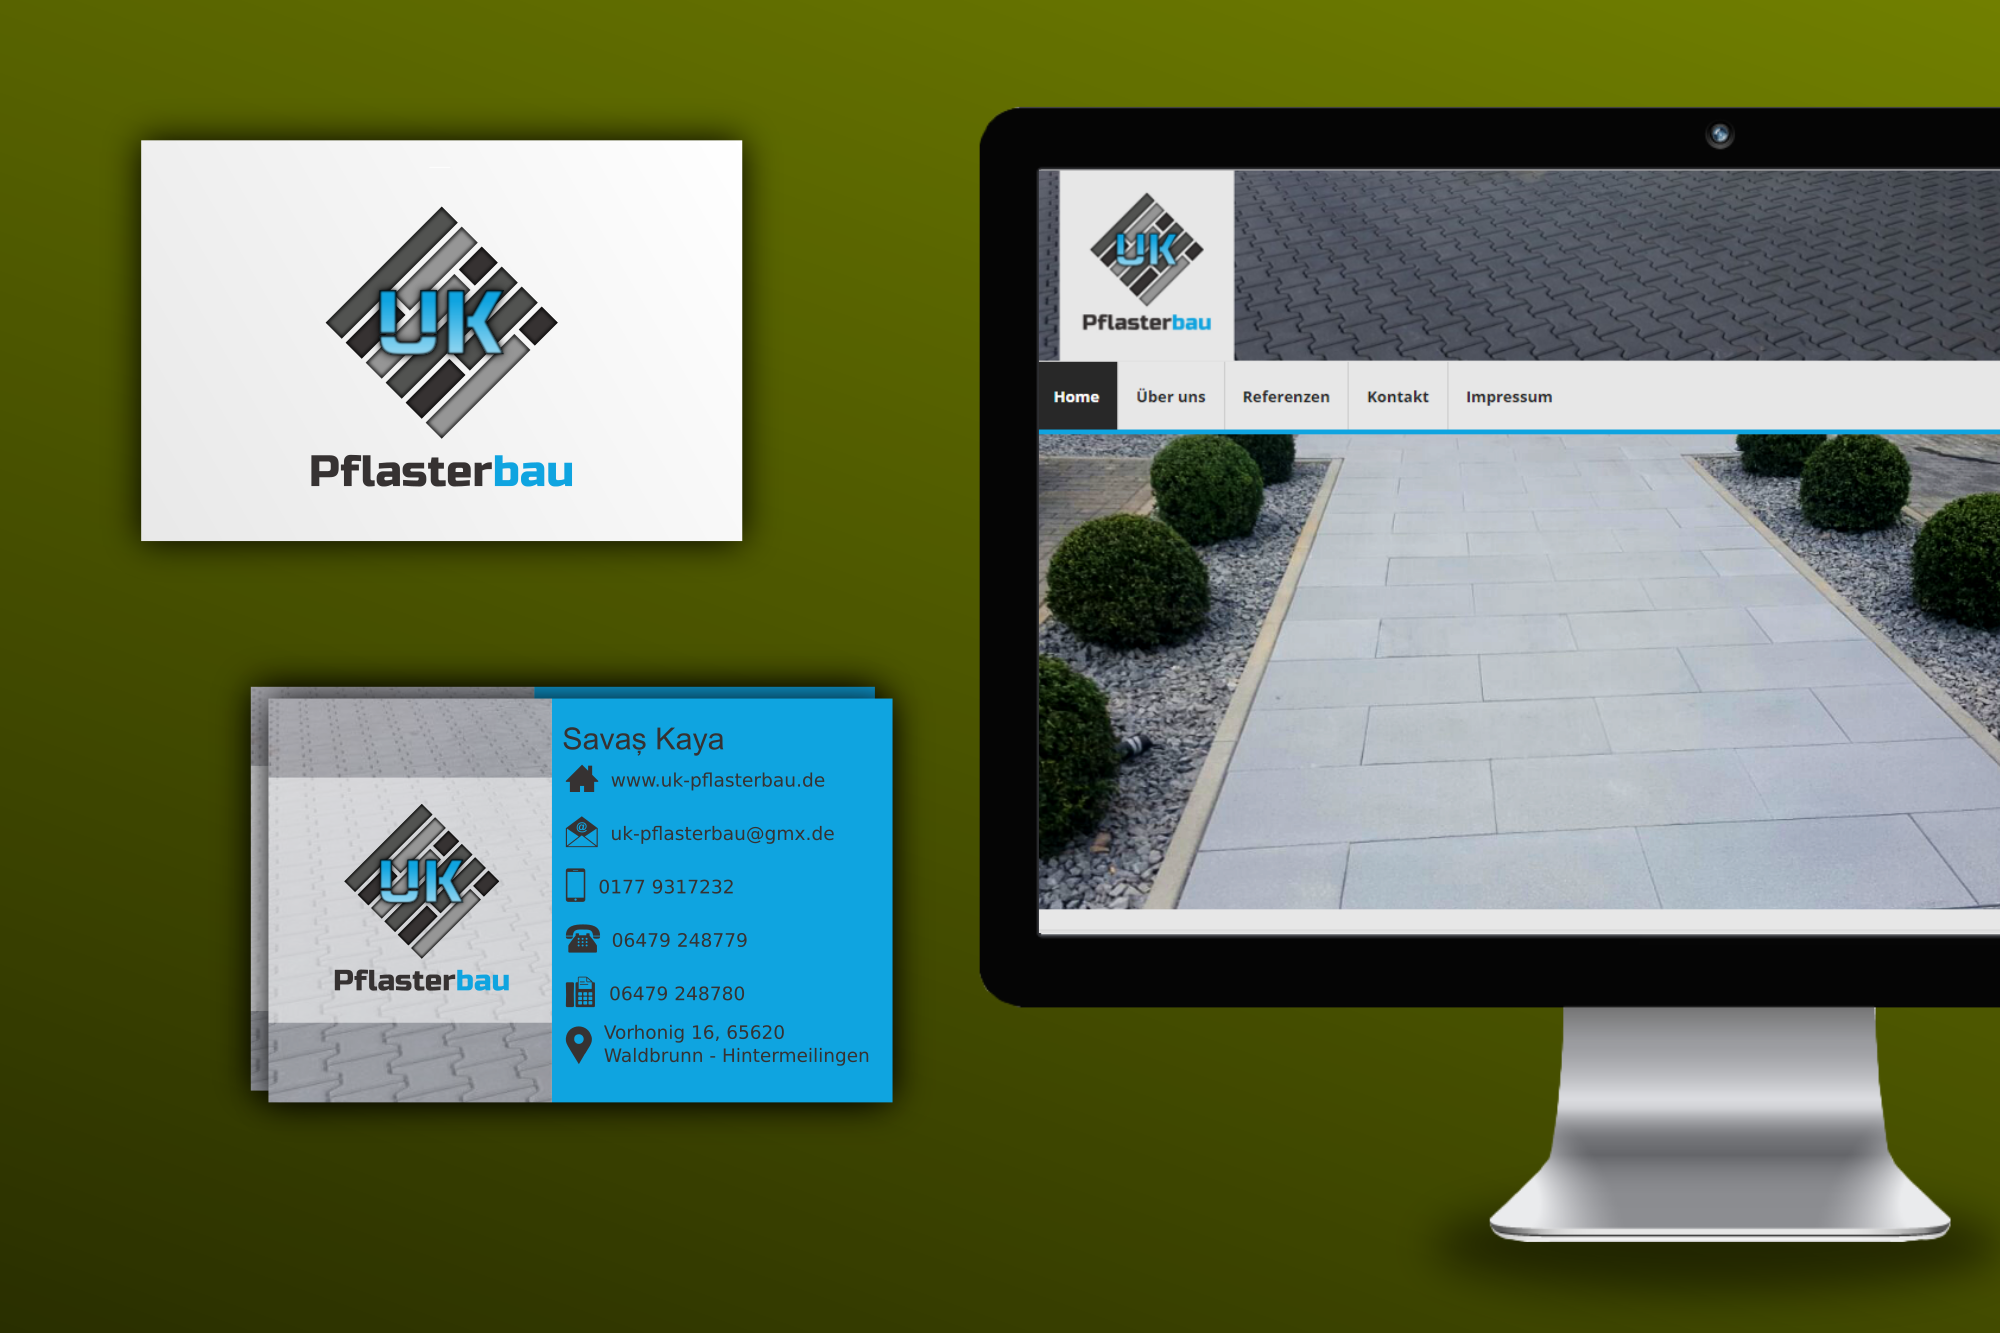 UK
Pflasterbau
Savaş Kaya
www.uk-pflasterbau.de
@
uk-pflasterbau@gmx.de
0177 9317232
06479 248779
06479 248780
Vorhonig 16, 65620
Waldbrunn - Hintermeilingen
UK
Pflasterbau
UK
Pflasterbau
Home
Über uns
Referenzen
Kontakt
Impressum